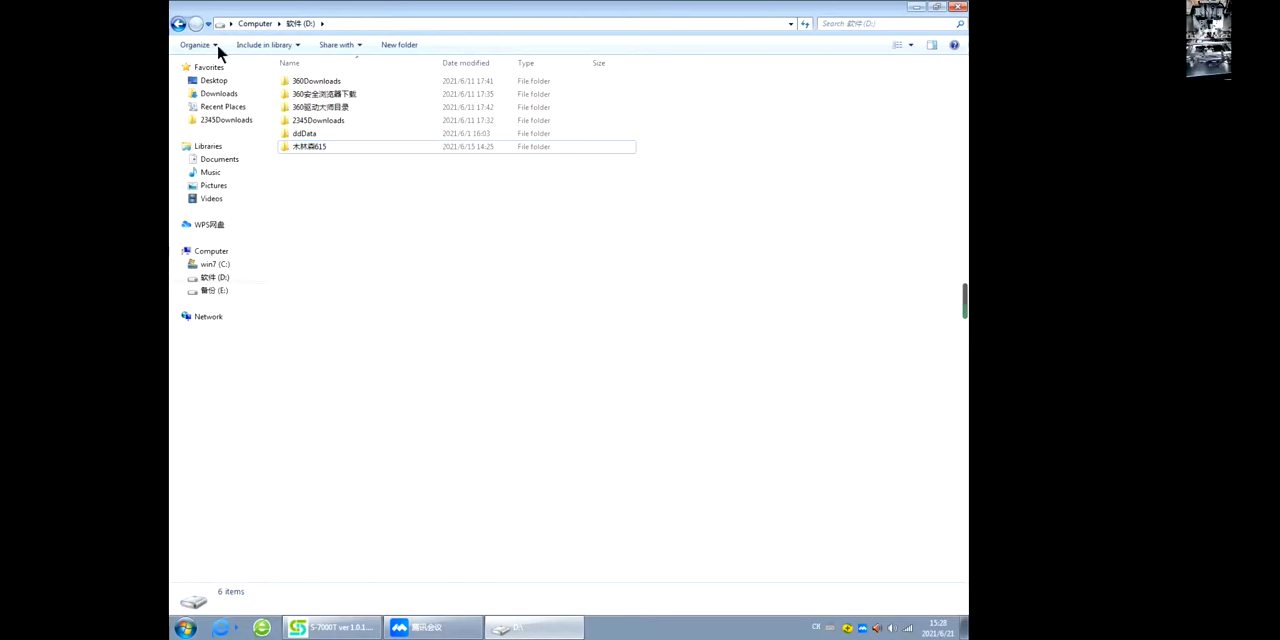 Computer 软件 (D:)
Search 软件 (D:)
Organize Include in library Share with New folder
Name Date modified Type Size
Favorites
Desktop
Downloads
Recent Places
2345Downloads
Libraries
Documents
Music
Pictures
Videos
WPS网盘
Computer
win7 (C:)
软件 (D:)
备份 (E:)
Network
360Downloads 2021/6/11 17:41 File folder
360安全浏览器下载 2021/6/11 17:35 File folder
360驱动大师目录 2021/6/11 17:42 File folder
2345Downloads 2021/6/11 17:32 File folder
ddData 2021/6/1 16:03 File folder
木林森615 2021/6/15 14:25 File folder
6 items
S-7000T ver 1.0.1... 腾讯会议 D:\
CH 15:28
2021/6/21